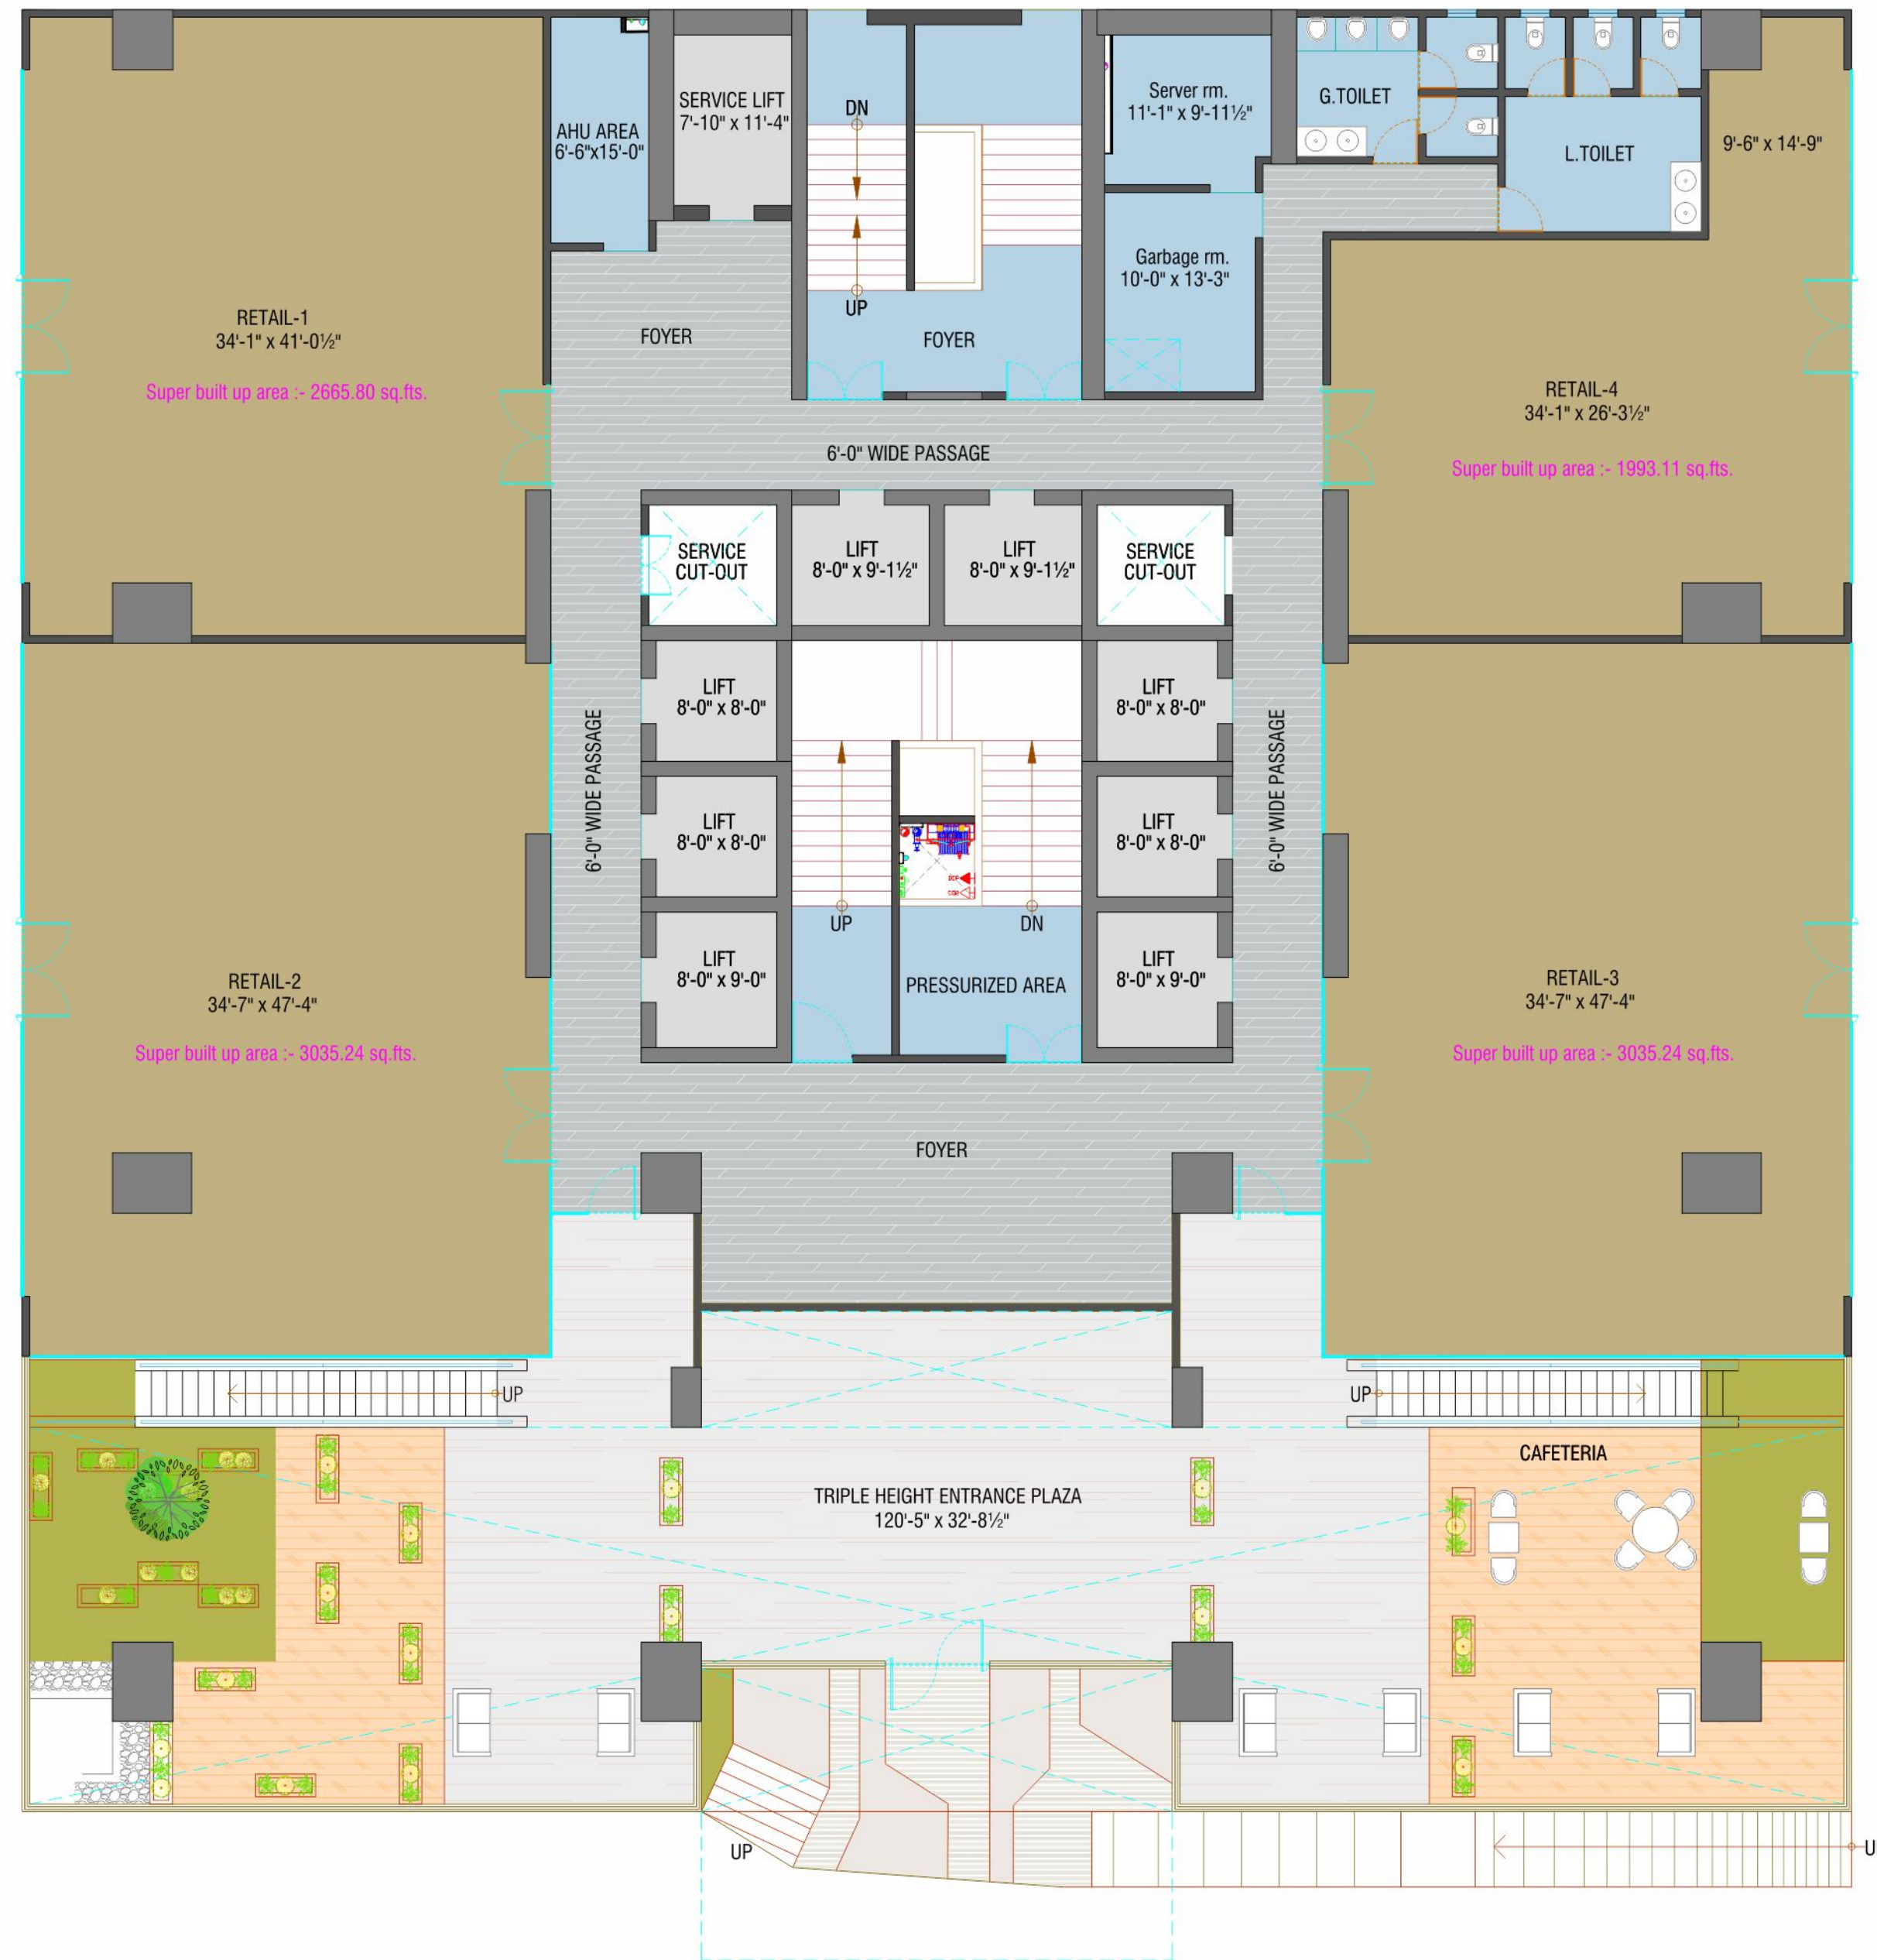 AHU AREA
6'-6"x15'-0"
SERVICE LIFT
7'-10" x 11'-4"
DN
UP
FOYER
FOYER
Server rm.
11'-1" x 9'-11½"
Garbage rm.
10'-0" x 13'-3"
G.TOILET
L.TOILET
9'-6" x 14'-9"
RETAIL-1
34'-1" x 41'-0½"
Super built up area :- 2665.80 sq.fts.
RETAIL-4
34'-1" x 26'-3½"
Super built up area :- 1993.11 sq.fts.
6'-0" WIDE PASSAGE
SERVICE
CUT-OUT
LIFT
8'-0" x 9'-1½"
LIFT
8'-0" x 9'-1½"
SERVICE
CUT-OUT
LIFT
8'-0" x 8'-0"
LIFT
8'-0" x 8'-0"
6'-0" WIDE PASSAGE
6'-0" WIDE PASSAGE
LIFT
8'-0" x 8'-0"
LIFT
8'-0" x 8'-0"
UP
DN
LIFT
8'-0" x 9'-0"
PRESSURIZED AREA
LIFT
8'-0" x 9'-0"
RETAIL-2
34'-7" x 47'-4"
Super built up area :- 3035.24 sq.fts.
RETAIL-3
34'-7" x 47'-4"
Super built up area :- 3035.24 sq.fts.
FOYER
UP
UP
CAFETERIA
TRIPLE HEIGHT ENTRANCE PLAZA
120'-5" x 32'-8½"
UP
U